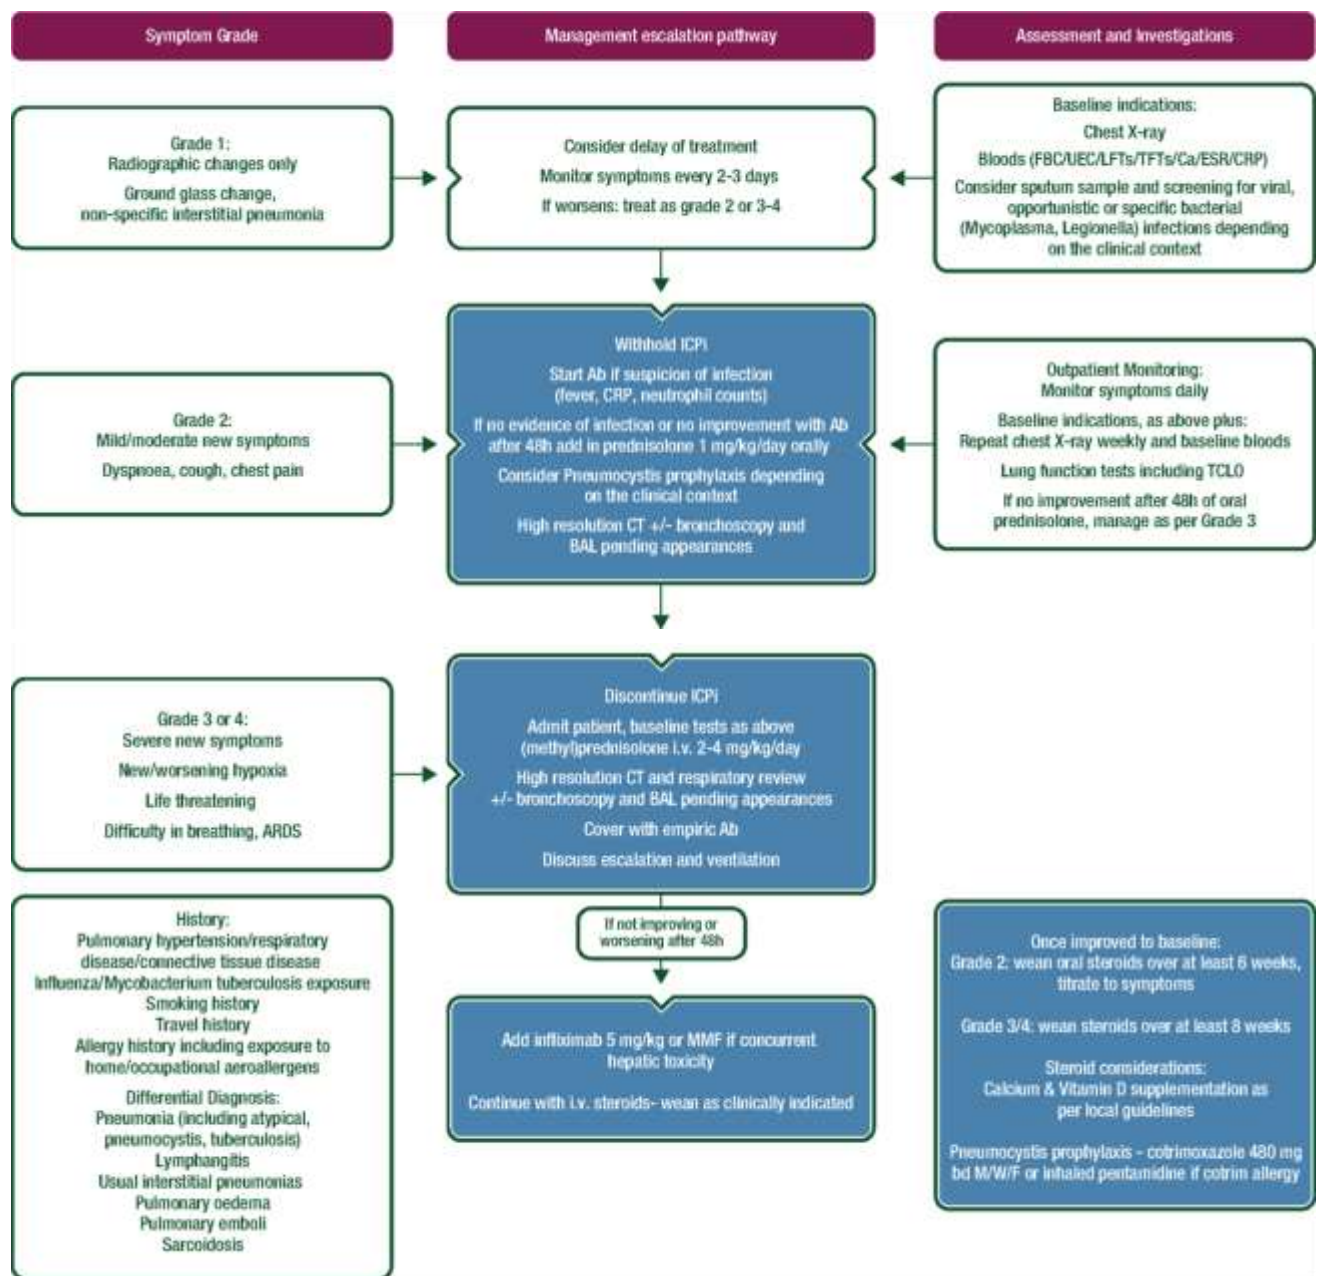 Symptom Grade
Management escalation pathway
Assessment and Investigations
Grade 1:
Radiographic changes only
Ground glass change,
non-specific interstitial pneumonia
Consider delay of treatment
Monitor symptoms every 2-3 days
If worsens: treat as grade 2 or 3-4
Baseline indications:
Chest X-ray
Bloods (FBC/UEC/LFTs/TFTs/Ca/ESR/CRP)
Consider sputum sample and screening for viral,
opportunistic or specific bacterial
(Mycoplasma, Legionella) infections depending
on the clinical context
Grade 2:
Mild/moderate new symptoms
Dyspnoea, cough, chest pain
Withhold ICPi
Start Ab if suspicion of infection
(fever, CRP, neutrophil counts)
If no evidence of infection or no improvement with Ab
after 48h add in prednisolone 1 mg/kg/day orally
Consider Pneumocystis prophylaxis depending
on the clinical context
High resolution CT +/- bronchoscopy and
BAL pending appearances
Outpatient Monitoring:
Monitor symptoms daily
Baseline indications, as above plus:
Repeat chest X-ray weekly and baseline bloods
Lung function tests including TCLO
If no improvement after 48h of oral
prednisolone, manage as per Grade 3
Grade 3 or 4:
Severe new symptoms
New/worsening hypoxia
Life threatening
Difficulty in breathing, ARDS
Discontinue ICPi
Admit patient, baseline tests as above
(methyl)prednisolone i.v. 2-4 mg/kg/day
High resolution CT and respiratory review
+/- bronchoscopy and BAL pending appearances
Cover with empiric Ab
Discuss escalation and ventilation
If not improving or
worsening after 48h
Add infliximab 5 mg/kg or MMF if concurrent
hepatic toxicity
Continue with i.v. steroids- wean as clinically indicated
History:
Pulmonary hypertension/respiratory
disease/connective tissue disease
Influenza/Mycobacterium tuberculosis exposure
Smoking history
Travel history
Allergy history including exposure to
home/occupational aeroallergens
Differential Diagnosis:
Pneumonia (including atypical,
pneumocystis, tuberculosis)
Lymphangitis
Usual interstitial pneumonias
Pulmonary oedema
Pulmonary emboli
Sarcoidosis
Once improved to baseline:
Grade 2: wean oral steroids over at least 6 weeks,
titrate to symptoms
Grade 3/4: wean steroids over at least 8 weeks
Steroid considerations:
Calcium & Vitamin D supplementation as
per local guidelines
Pneumocystis prophylaxis - cotrimoxazole 480 mg
bd M/W/F or inhaled pentamidine if cotrim allergy